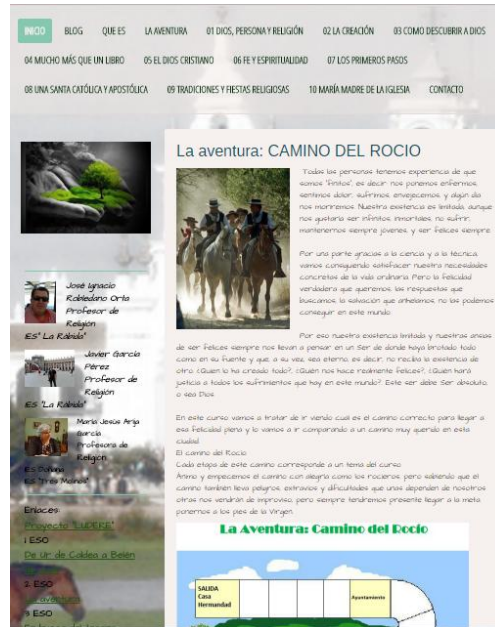 INICIO BLOG QUE ES LA AVENTURA 01 DIOS, PERSONA Y RELIGIÓN 02 LA CREACIÓN 03 COMO DESCUBRIR A DIOS
04 MUCHO MÁS QUE UN LIBRO 05 EL DIOS CRISTIANO 06 FE Y ESPIRITUALIDAD 07 LOS PRIMEROS PASOS
08 UNA SANTA CATÓLICA Y APOSTÓLICA 09 TRADICIONES Y FIESTAS RELIGIOSAS 10 MARÍA MADRE DE LA IGLESIA CONTACTO
José Ignacio
Robledano Orta
Profesor de
Religión
IES "La Rábida"
Javier García
Pérez
Profesor de
Religión
IES "La Rábida"
María Jesús Arija
García
Profesora de
Religión
IES Doñana
IES "Tres Molinos"
Enlaces:
Proyecto "EUDERE"
1 ESO
De Ur de Caldea a Belén
2 ESO
La aventura
3 ESO
La Aventura: CAMINO DEL ROCIO
Todas las personas tenemos experiencia de que
somos "finitos", es decir: nos ponemos enfermos,
sentimos dolor, sufrimos, envejecemos, y algún día
nos moriremos. Nuestra existencia es limitada, aunque
nos gustaría ser infinitos, inmortales, no sufrir,
mantenernos siempre jóvenes, y ser felices siempre.
Por una parte gracias a la ciencia y a la técnica,
vamos consiguiendo satisfacer nuestra necesidades
concretas de la vida ordinaria. Pero la felicidad
verdadera que queremos, las respuestas que
buscamos, la salvación que anhelamos, no las podemos
conseguir en este mundo.
Por eso nuestra existencia limitada y nuestras ansias
de ser felices siempre nos llevan a pensar en un Ser de donde haya brotado todo
como en su fuente y que, a su vez, sea eterno, es decir, no reciba la existencia de
otro. ¿Quien lo ha creado todo?, ¿Quién nos hace realmente felices?, ¿Quién hará
justicia a todos los sufrimientos que hay en este mundo?. Este ser debe Ser absoluto,
o sea Dios.
En este curso vamos a tratar de ir viendo cual es el camino correcto para llegar a
esa felicidad plena y lo vamos a ir comparando a un camino muy querido en esta
ciudad:
El camino del Rocío.
Cada etapa de este camino corresponde a un tema del curso.
Ánimo y empecemos el camino con alegría como los rocieros, pero sabiendo que el
camino también lleva peligros, extravíos y dificultades que unas dependen de nosotros
otras nos vendrán de improviso, pero siempre tendremos presente llegar a la meta:
ponernos a los pies de la Virgen.
La Aventura: Camino del Rocío
SALIDA
Casa
Hermandad
Ayuntamiento